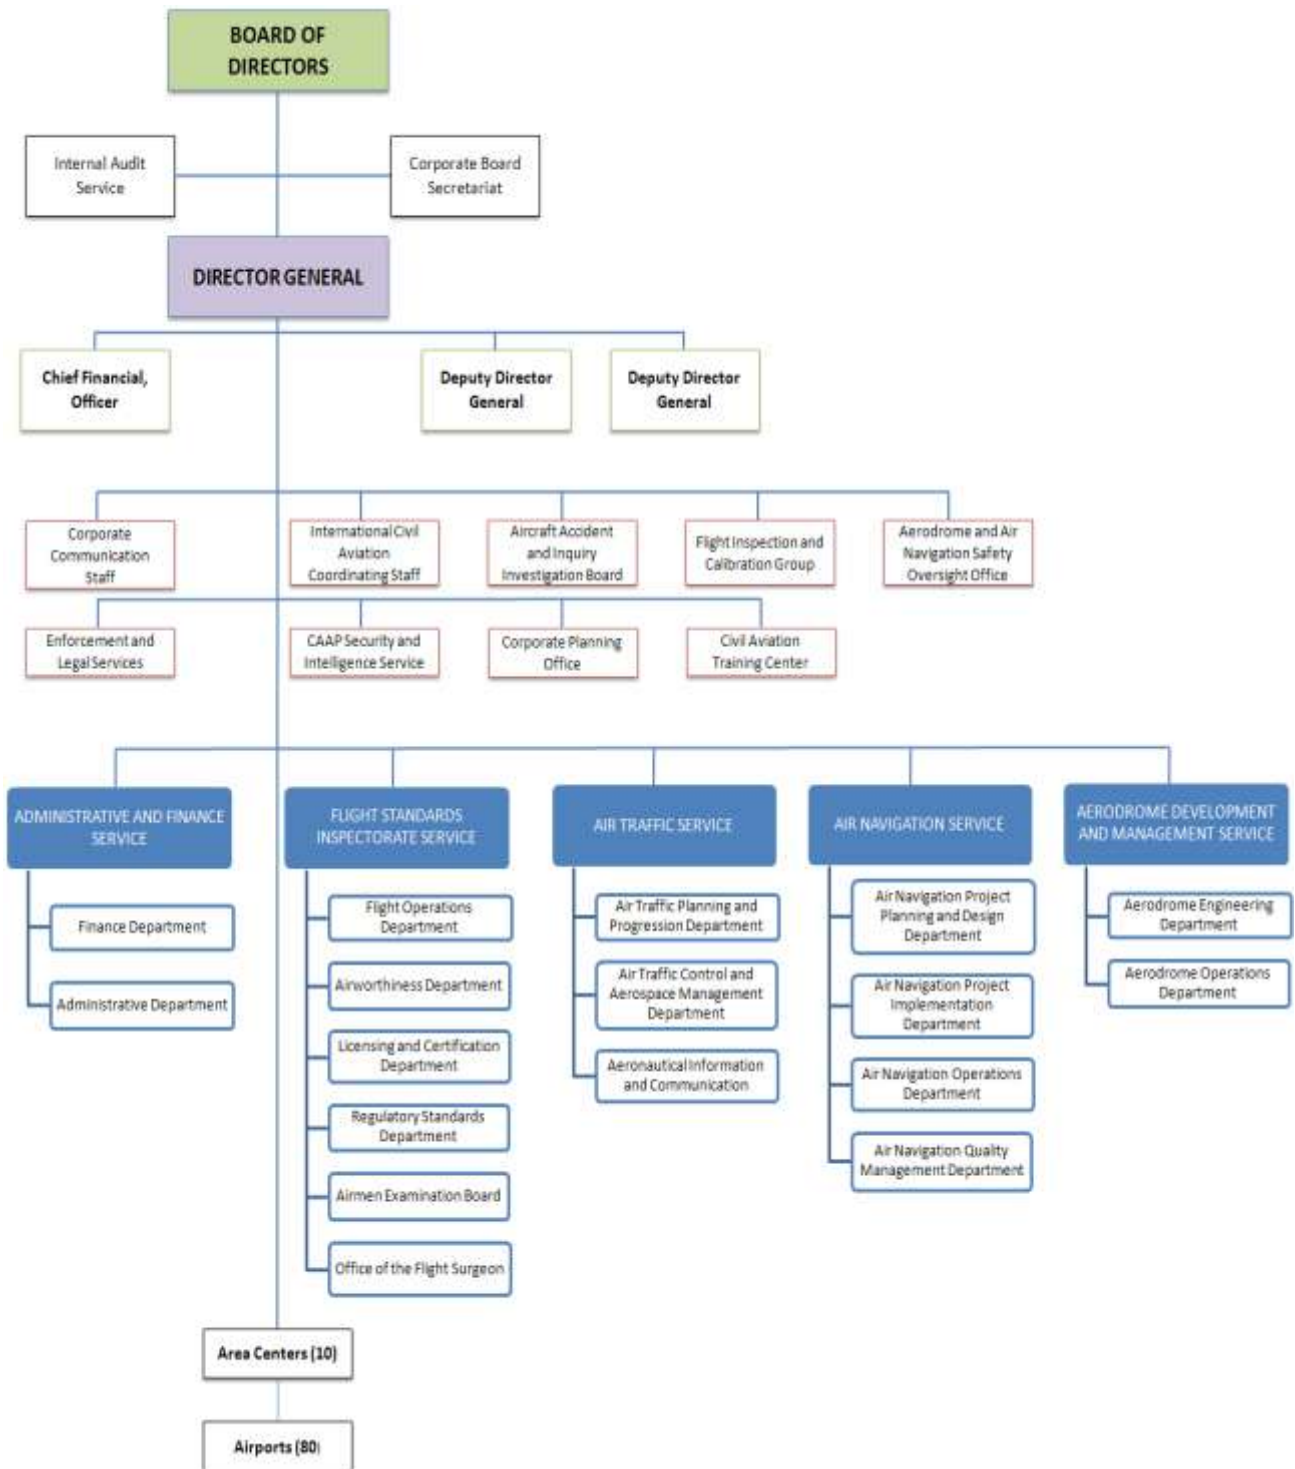 BOARD OF
DIRECTORS
Internal Audit
Service
Corporate Board
Secretariat
DIRECTOR GENERAL
Chief Financial,
Officer
Deputy Director
General
Deputy Director
General
Corporate
Communication
Staff
International Civil
Aviation
Coordinating Staff
Aircraft Accident
and Inquiry
Investigation Board
Flight Inspection and
Calibration Group
Aerodrome and Air
Navigation Safety
Oversight Office
Enforcement and
Legal Services
CAAP Security and
Intelligence Service
Corporate Planning
Office
Civil Aviation
Training Center
ADMINISTRATIVE AND FINANCE
SERVICE
Finance Department
Administrative Department
FLIGHT STANDARDS
INSPECTORATE SERVICE
Flight Operations
Department
Airworthiness Department
Licensing and Certification
Department
Regulatory Standards
Department
Airmen Examination Board
Office of the Flight Surgeon
AIR TRAFFIC SERVICE
Air Traffic Planning and
Progression Department
Air Traffic Control and
Aerospace Management
Department
Aeronautical Information
and Communication
AIR NAVIGATION SERVICE
Air Navigation Project
Planning and Design
Department
Air Navigation Project
Implementation
Department
Air Navigation Operations
Department
Air Navigation Quality
Management Department
AERODROME DEVELOPMENT
AND MANAGEMENT SERVICE
Aerodrome Engineering
Department
Aerodrome Operations
Department
Area Centers (10)
Airports (80)